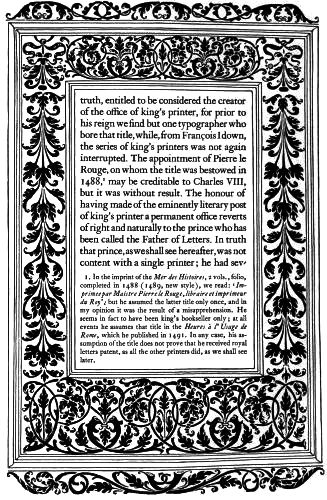 truth, entitled to be considered the creator
of the office of king's printer, for prior to
his reign we find but one typographer who
bore that title, while, from François I down,
the series of king's printers was not again
interrupted. The appointment of Pierre le
Rouge, on whom the title was bestowed in
1488,¹ may be creditable to Charles VIII,
but it was without result. The honour of
having made of the eminently literary post
of king's printer a permanent office reverts
of right and naturally to the prince who has
been called the Father of Letters. In truth
that prince, as we shall see hereafter, was not
content with a single printer; he had sev-
1. In the imprint of the Mer des Histoires, 2 vols., folio,
completed in 1488 (1489, new style), we read: 'Im-
prime par Maistre Pierre le Rouge, libraire et imprimeur
du Roy'; but he assumed the latter title only once, and in
my opinion it was the result of a misapprehension. He
seems in fact to have been king's bookseller only; at all
events he assumes that title in the Heures à l'Usage de
Rome, which he published in 1491. In any case, his as-
sumption of the title does not prove that he received royal
letters patent, as all the other printers did, as we shall see
later.